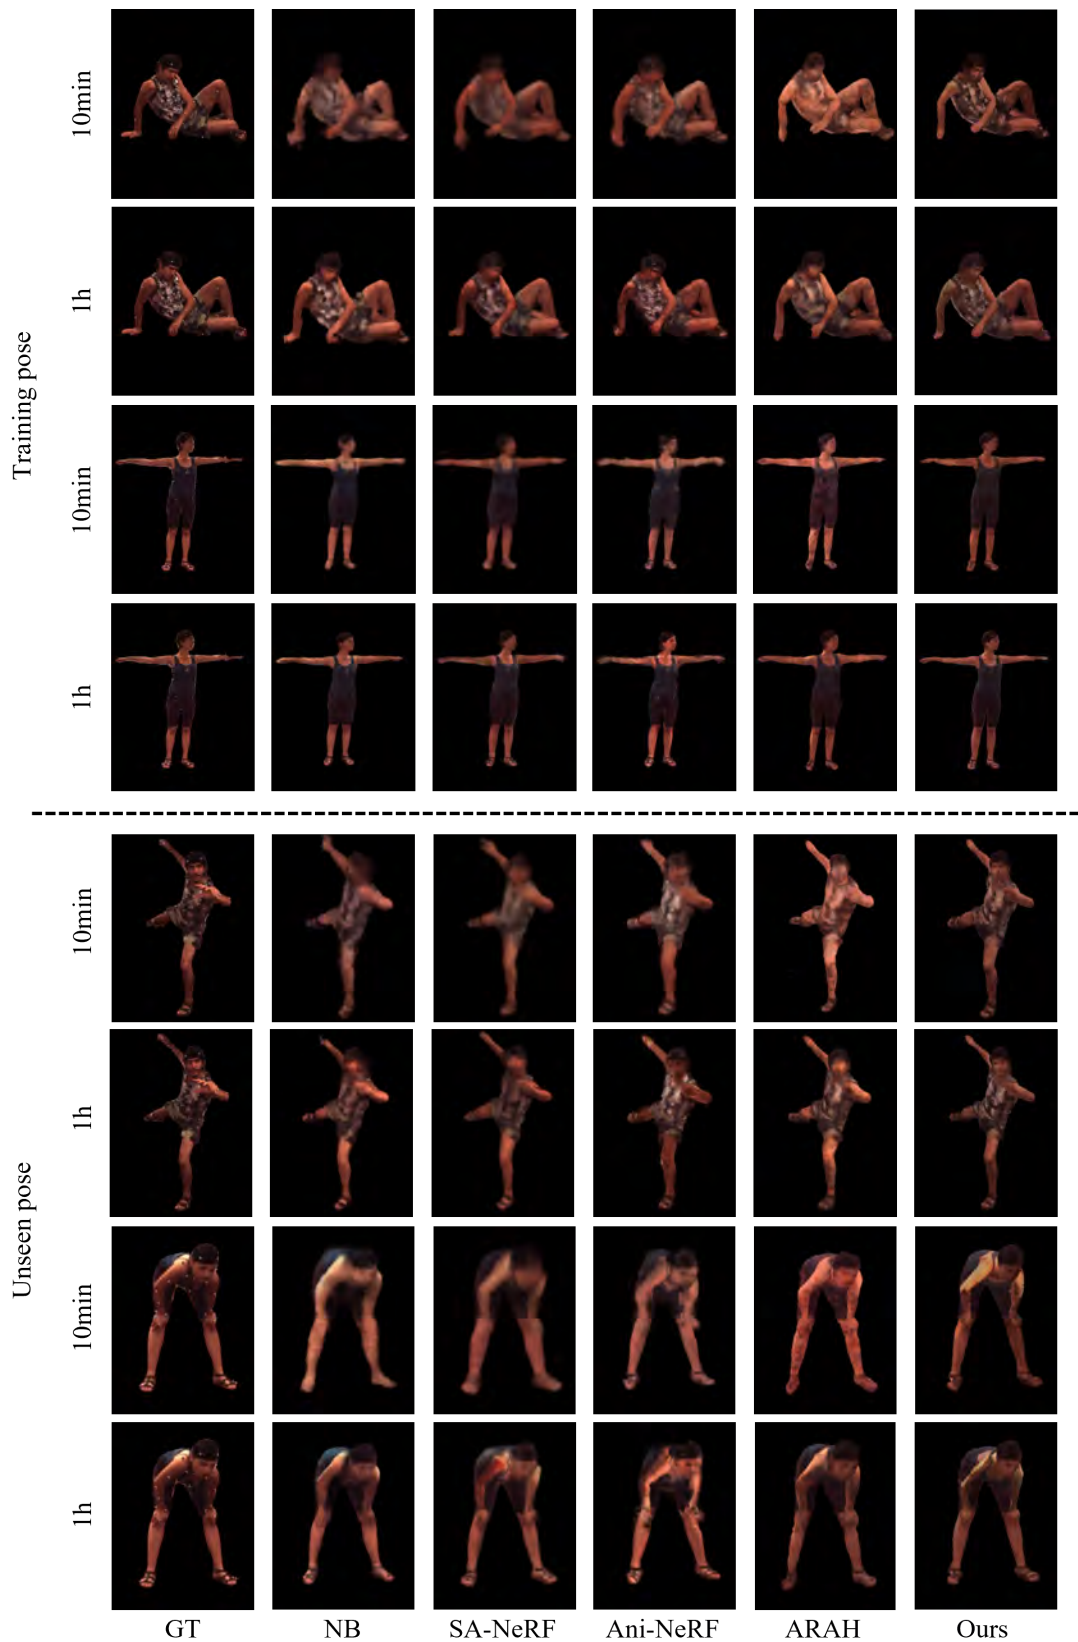 Training pose
10min
1h
10min
1h
Unseen pose
10min
1h
10min
1h
GT NB SA-NeRF Ani-NeRF ARAH Ours